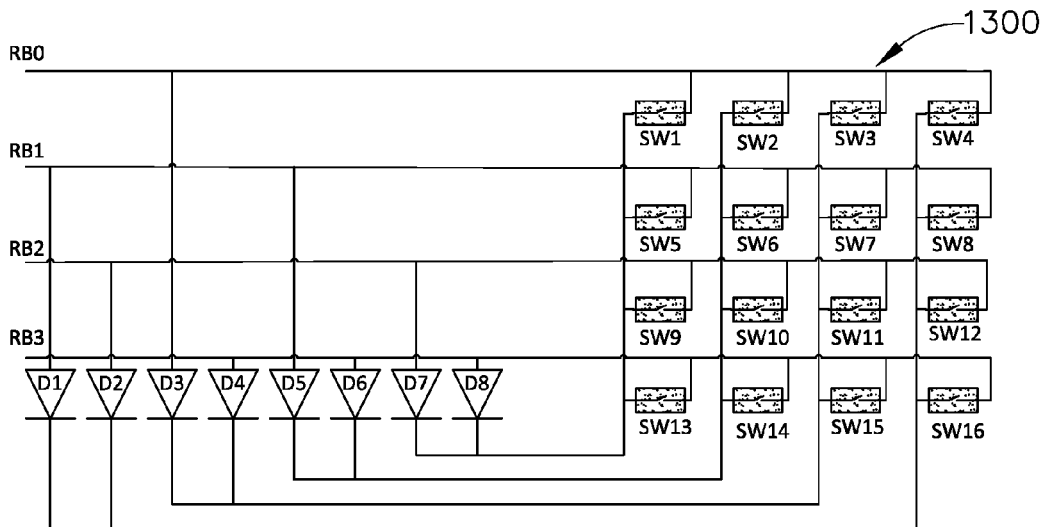 1300
RB0
SW1 SW2 SW3 SW4
RB1
SW5 SW6 SW7 SW8
RB2
SW9 SW10 SW11 SW12
RB3
D1 D2 D3 D4 D5 D6 D7 D8
SW13 SW14 SW15 SW16